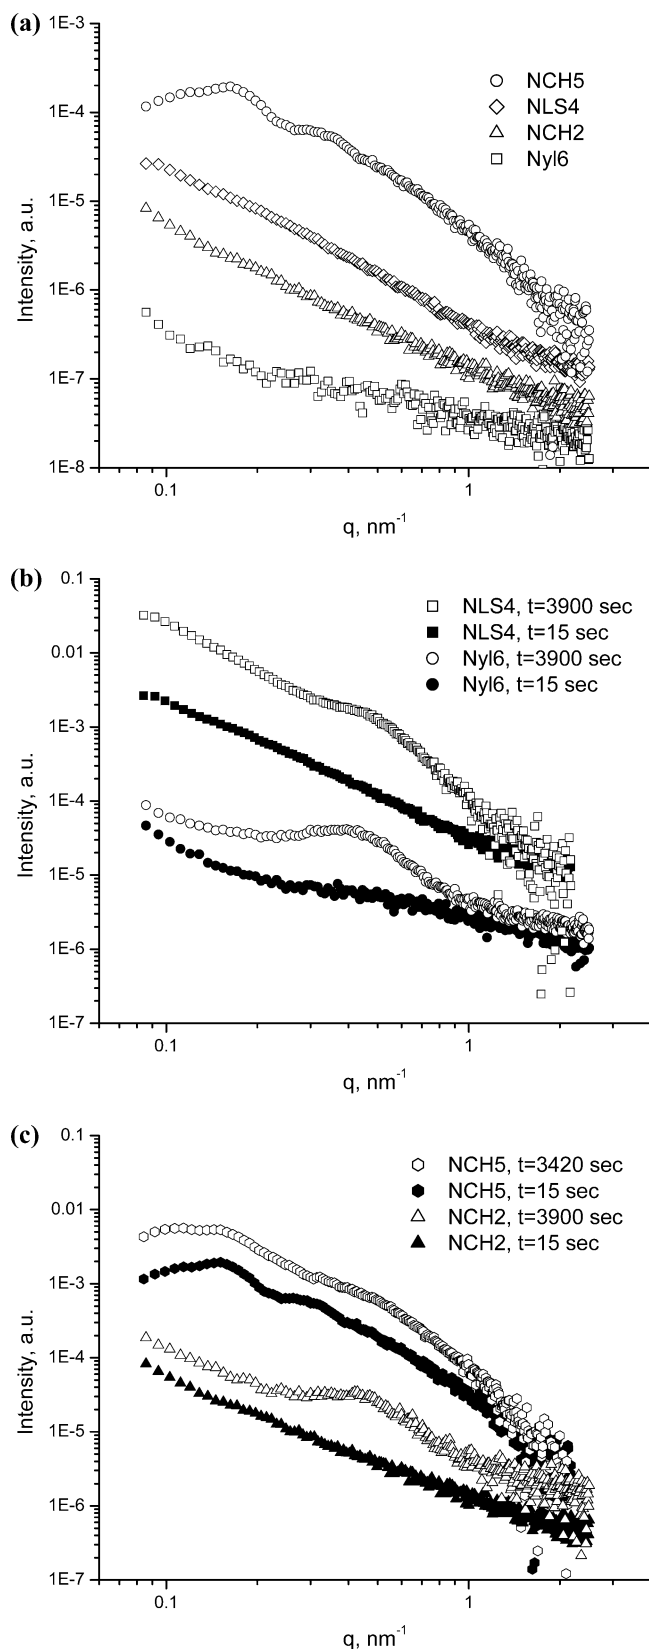 (a)
1E-3
1E-4
1E-5
1E-6
1E-7
1E-8
Intensity, a.u.
NCH5
NLS4
NCH2
Nyl6
0.1 1
q, nm⁻¹
(b)
0.1
0.01
1E-3
1E-4
1E-5
1E-6
1E-7
Intensity, a.u.
NLS4, t=3900 sec
NLS4, t=15 sec
Nyl6, t=3900 sec
Nyl6, t=15 sec
0.1 1
q, nm⁻¹
(c)
0.1
0.01
1E-3
1E-4
1E-5
1E-6
1E-7
Intensity, a.u.
NCH5, t=3420 sec
NCH5, t=15 sec
NCH2, t=3900 sec
NCH2, t=15 sec
0.1 1
q, nm⁻¹